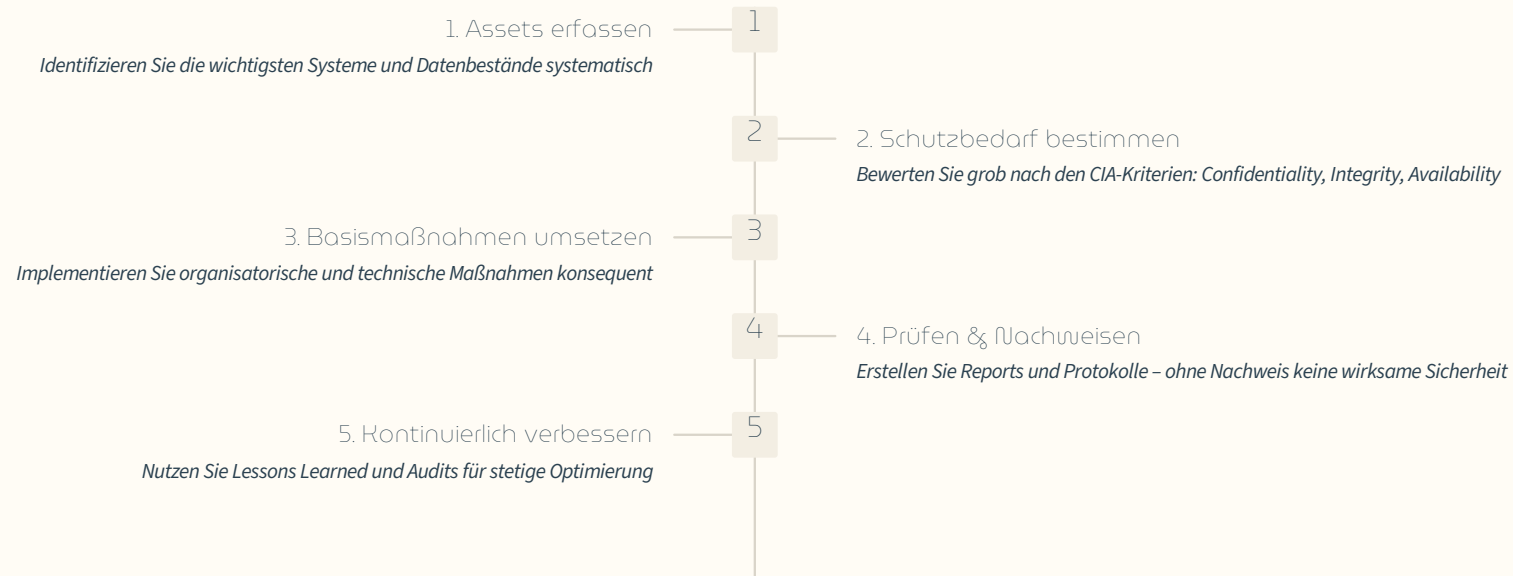 1. Assets erfassen
1
Identifizieren Sie die wichtigsten Systeme und Datenbestände systematisch
2
2. Schutzbedarf bestimmen
Bewerten Sie grob nach den CIA-Kriterien: Confidentiality, Integrity, Availability
3. Basismaßnahmen umsetzen
3
Implementieren Sie organisatorische und technische Maßnahmen konsequent
4
4. Prüfen & Nachweisen
Erstellen Sie Reports und Protokolle – ohne Nachweis keine wirksame Sicherheit
5. Kontinuierlich verbessern
5
Nutzen Sie Lessons Learned und Audits für stetige Optimierung